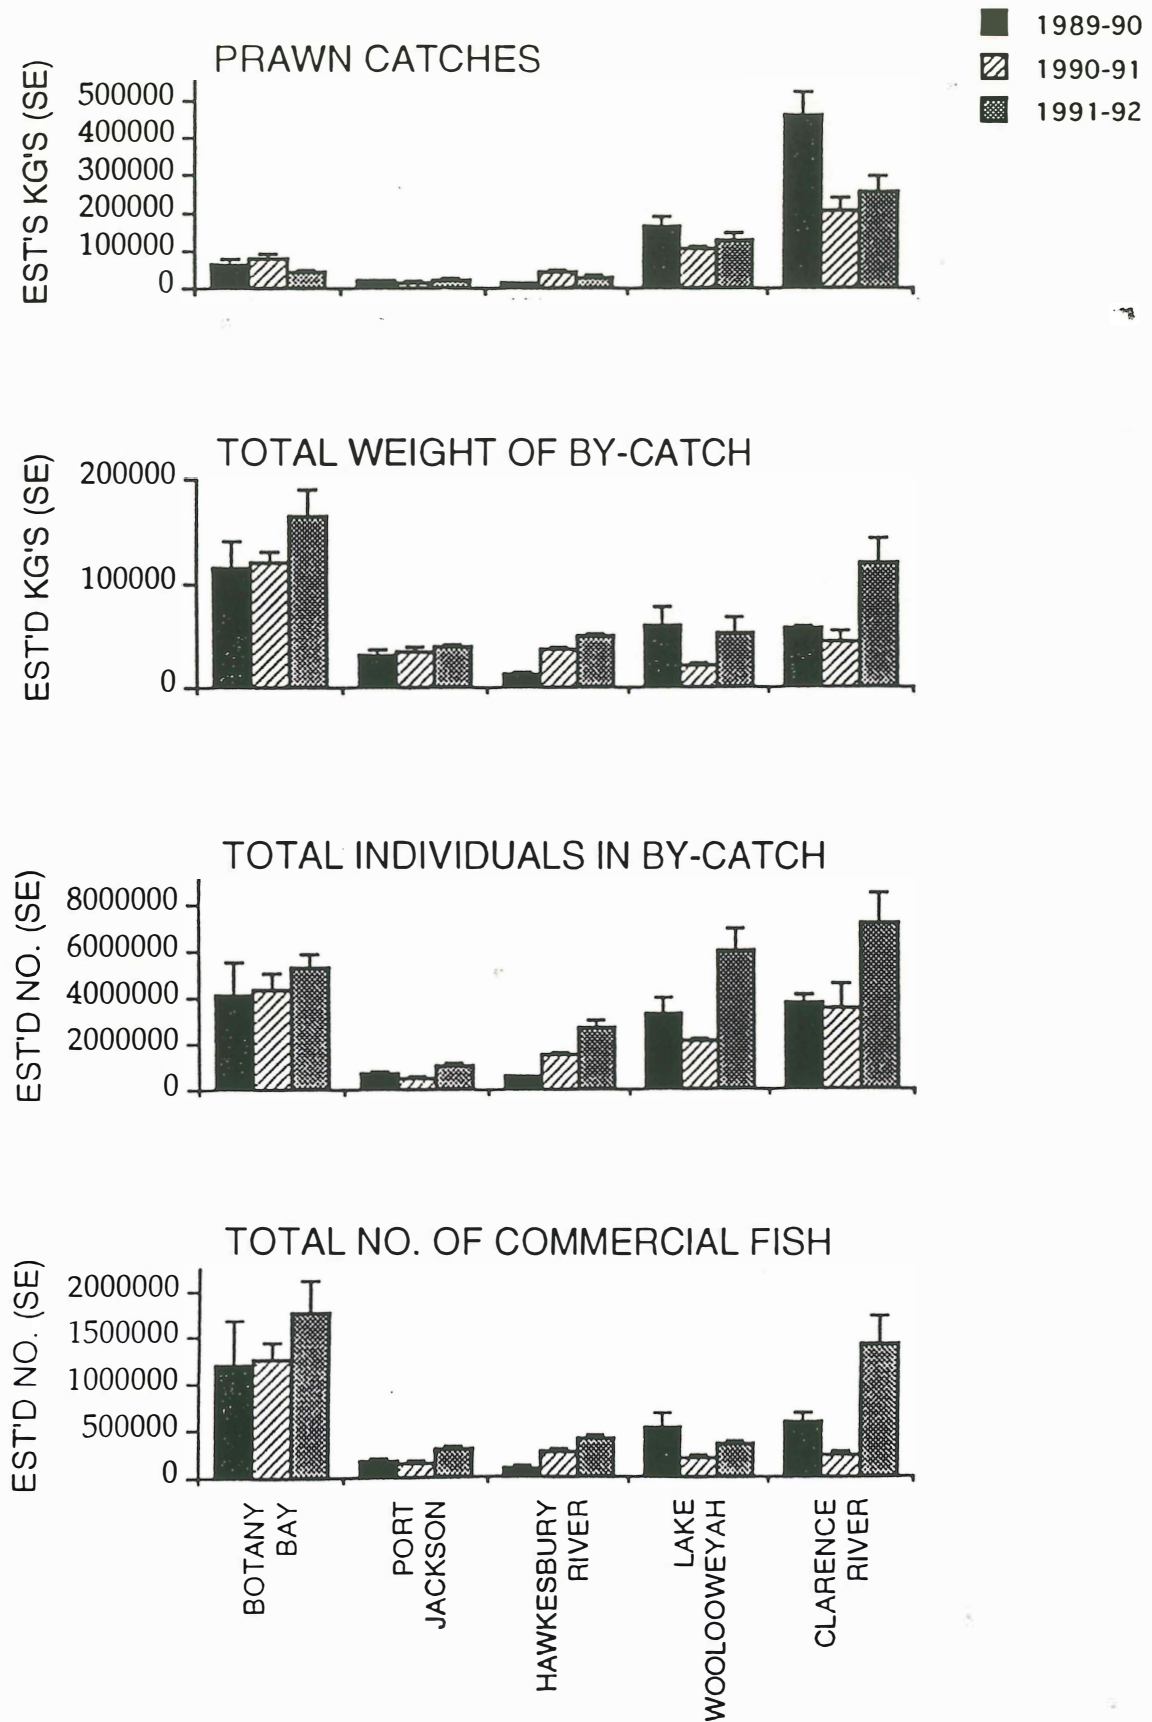 1989-90
1990-91
1991-92
PRAWN CATCHES
EST'S KG'S (SE)
500000
400000
300000
200000
100000
0
TOTAL WEIGHT OF BY-CATCH
EST'D KG'S (SE)
200000
100000
0
TOTAL INDIVIDUALS IN BY-CATCH
EST'D NO. (SE)
8000000
6000000
4000000
2000000
0
TOTAL NO. OF COMMERCIAL FISH
EST'D NO. (SE)
2000000
1500000
1000000
500000
0
BOTANY
BAY
PORT
JACKSON
HAWKESBURY
RIVER
LAKE
WOOLOOWEYAH
CLARENCE
RIVER